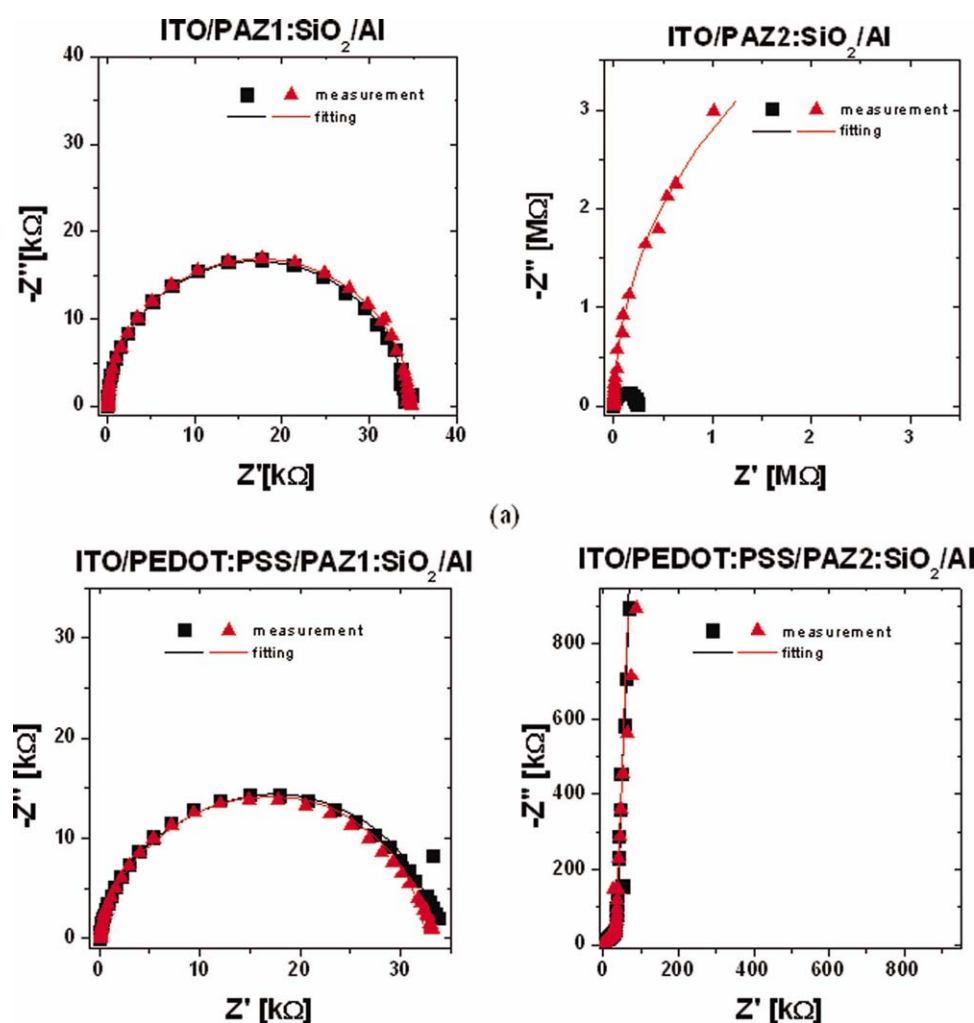 ITO/PAZ1:SiO₂/Al
40
30
20
10
0
-Z''[kΩ]
measurement
fitting
0 10 20 30 40
Z'[kΩ]
ITO/PAZ2:SiO₂/Al
3
2
1
0
-Z'' [MΩ]
measurement
fitting
0 1 2 3
Z' [MΩ]
(a)
ITO/PEDOT:PSS/PAZ1:SiO₂/Al
30
20
10
0
-Z'' [kΩ]
measurement
fitting
0 10 20 30
Z' [kΩ]
ITO/PEDOT:PSS/PAZ2:SiO₂/Al
800
600
400
200
0
-Z'' [kΩ]
measurement
fitting
0 200 400 600 800
Z' [kΩ]